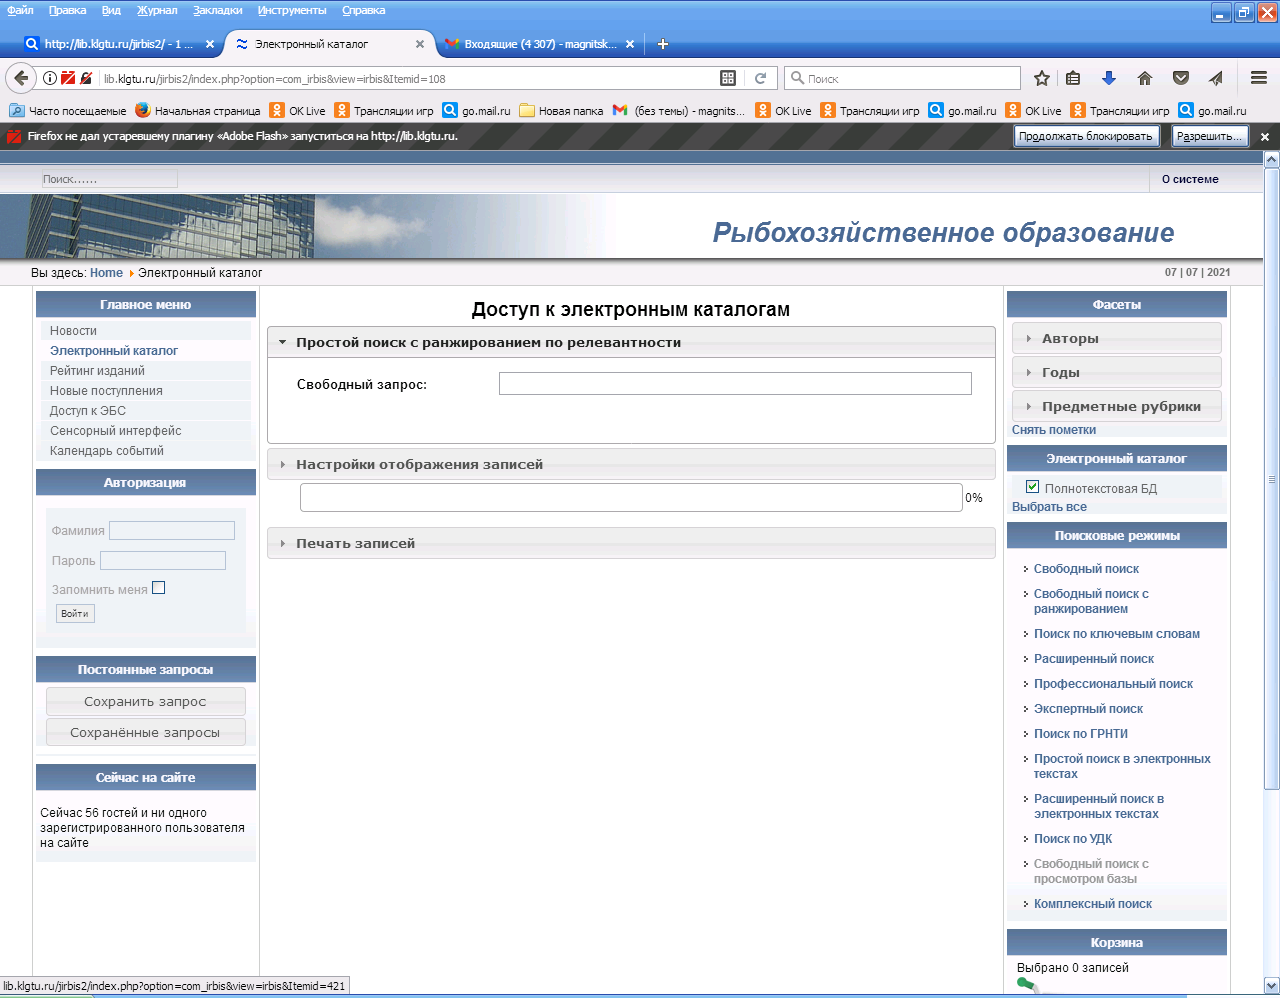 Файл Правка Вид Журнал Закладки Инструменты Справка
http://lib.klgtu.ru/jirbis2/ - 1 ...
Электронный каталог
Входящие (4 307) - magnitsk...
lib.klgtu.ru/jirbis2/index.php?option=com_irbis&view=irbis&Itemid=108
Поиск
Часто посещаемые Начальная страница OK Live Трансляции игр go.mail.ru Новая папка (без темы) - magnits... OK Live Трансляции игр go.mail.ru OK Live Трансляции игр go.mail.ru
Firefox не дал устаревшему плагину «Adobe Flash» запуститься на http://lib.klgtu.ru.
Продолжать блокировать Разрешить...
Поиск......
О системе
Рыбохозяйственное образование
Вы здесь: Home Электронный каталог
07 | 07 | 2021
Главное меню
Новости
Электронный каталог
Рейтинг изданий
Новые поступления
Доступ к ЭБС
Сенсорный интерфейс
Календарь событий
Авторизация
Фамилия
Пароль
Запомнить меня
Войти
Постоянные запросы
Сохранить запрос
Сохранённые запросы
Сейчас на сайте
Сейчас 56 гостей и ни одного
зарегистрированного пользователя
на сайте
Доступ к электронным каталогам
Простой поиск с ранжированием по релевантности
Свободный запрос:
Настройки отображения записей
0%
Печать записей
Фасеты
Авторы
Годы
Предметные рубрики
Снять пометки
Электронный каталог
Полнотекстовая БД
Выбрать все
Поисковые режимы
Свободный поиск
Свободный поиск с
ранжированием
Поиск по ключевым словам
Расширенный поиск
Профессиональный поиск
Экспертный поиск
Поиск по ГРНТИ
Простой поиск в электронных
текстах
Расширенный поиск в
электронных текстах
Поиск по УДК
Свободный поиск с
просмотром базы
Комплексный поиск
Корзина
Выбрано 0 записей
lib.klgtu.ru/jirbis2/index.php?option=com_irbis&view=irbis&Itemid=421